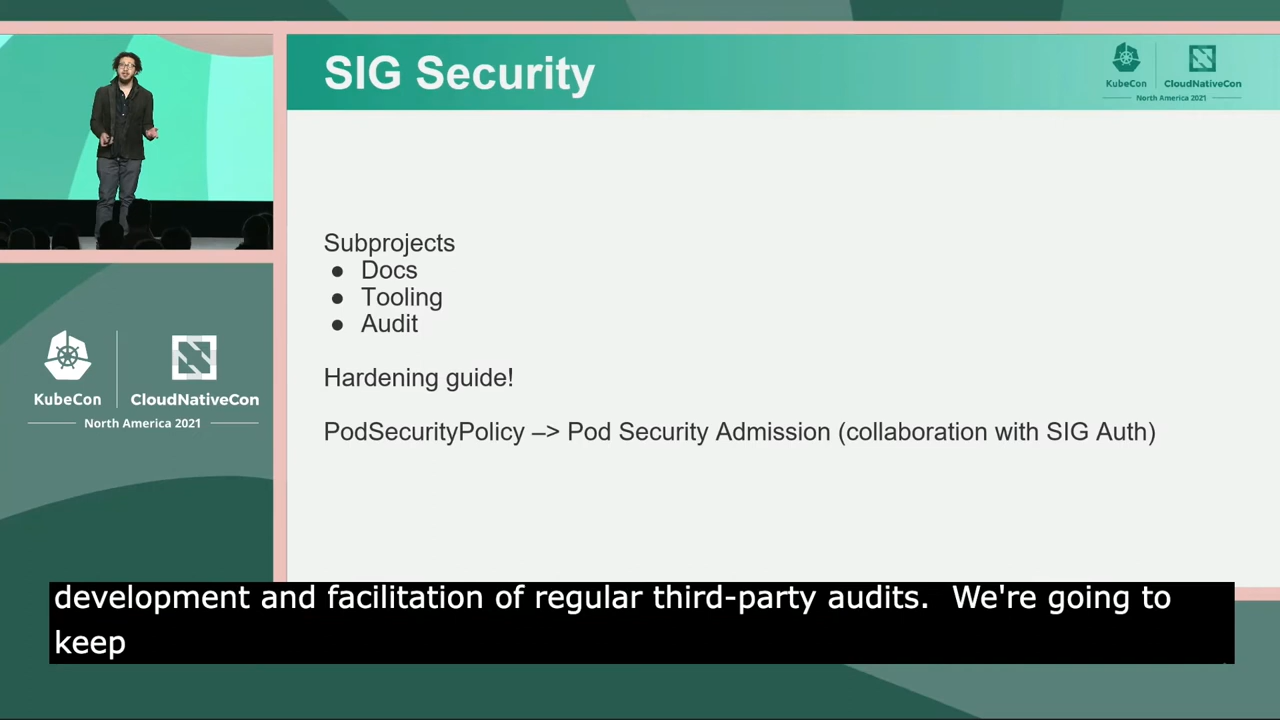 SIG Security
KubeCon
CloudNativeCon
North America 2021
Subprojects
● Docs
● Tooling
● Audit
Hardening guide!
PodSecurityPolicy –> Pod Security Admission (collaboration with SIG Auth)
KubeCon
CloudNativeCon
North America 2021
development and facilitation of regular third-party audits.  We're going to
keep